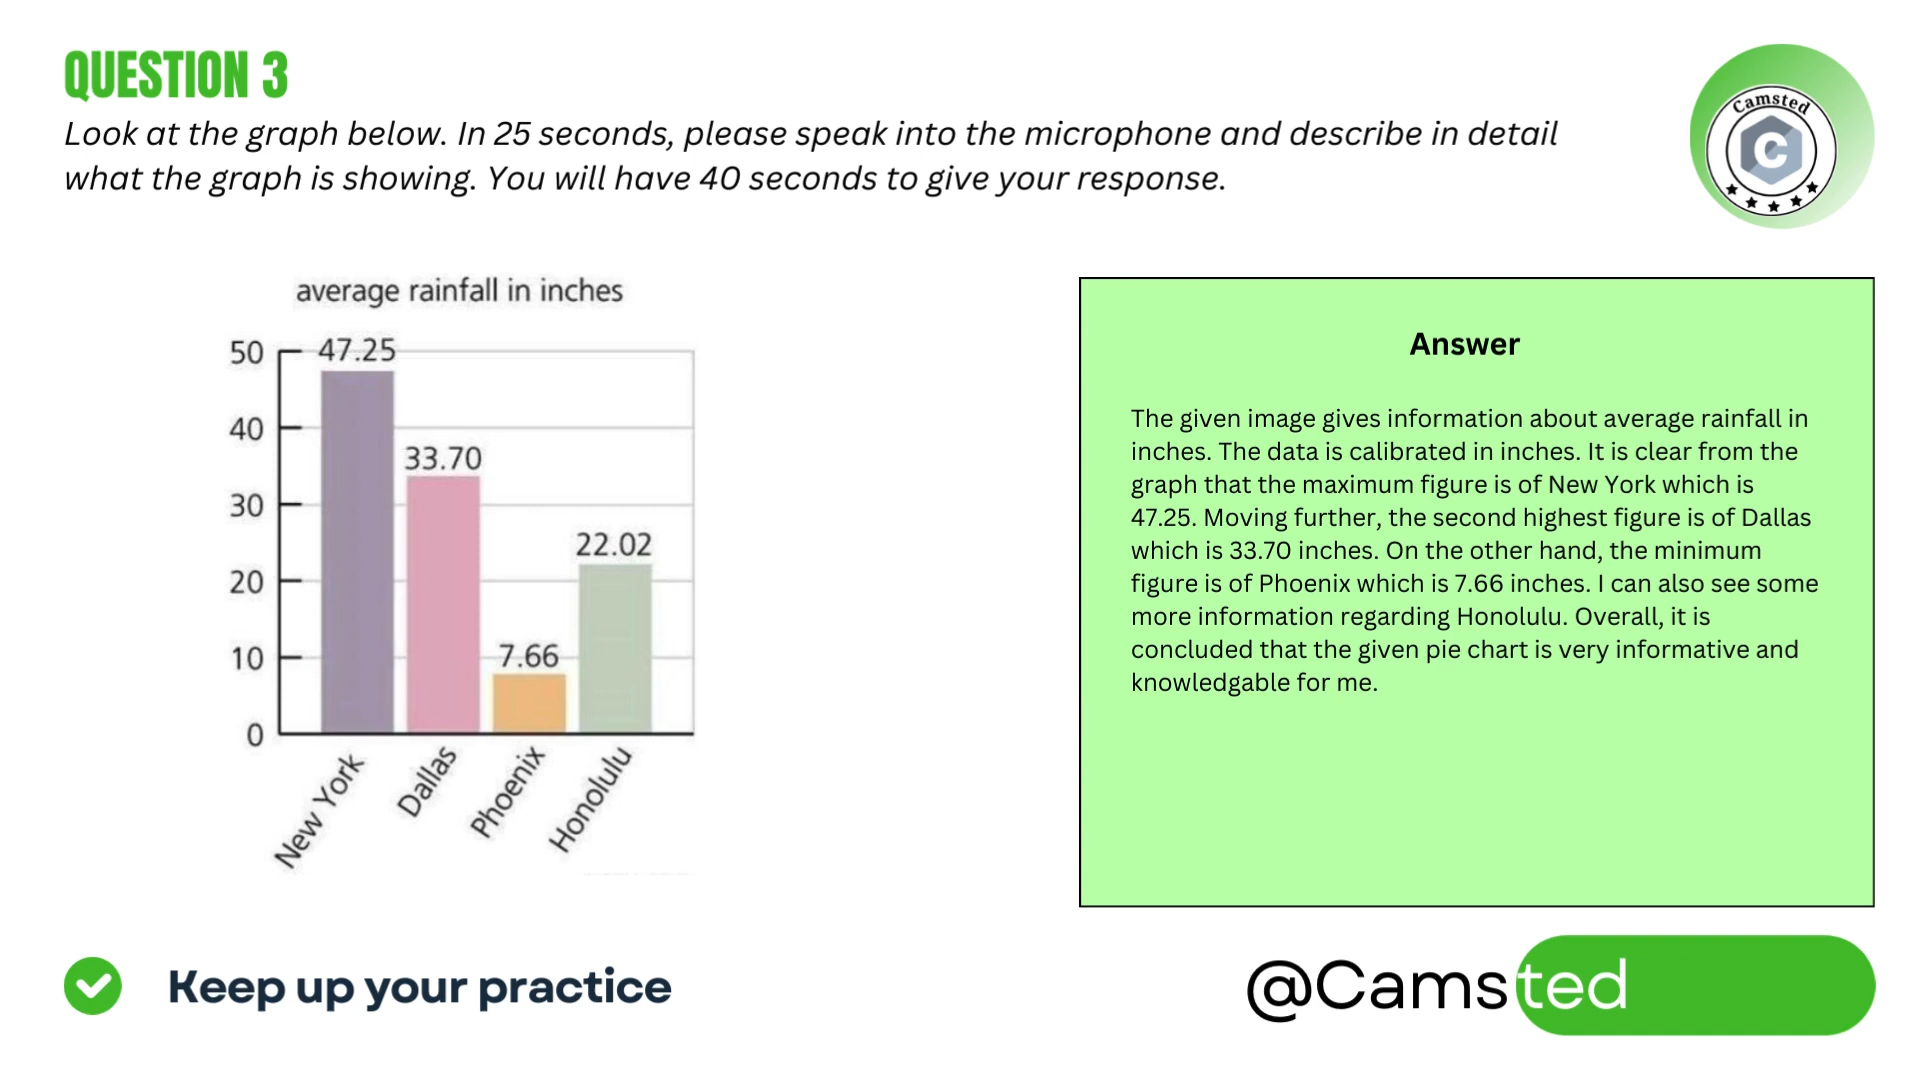 QUESTION 3
Look at the graph below. In 25 seconds, please speak into the microphone and describe in detail
what the graph is showing. You will have 40 seconds to give your response.
Camsted
C
average rainfall in inches
50
47.25
40
33.70
30
22.02
20
10
7.66
0
New York
Dallas
Phoenix
Honolulu
Answer
The given image gives information about average rainfall in
inches. The data is calibrated in inches. It is clear from the
graph that the maximum figure is of New York which is
47.25. Moving further, the second highest figure is of Dallas
which is 33.70 inches. On the other hand, the minimum
figure is of Phoenix which is 7.66 inches. I can also see some
more information regarding Honolulu. Overall, it is
concluded that the given pie chart is very informative and
knowledgable for me.
Keep up your practice
@Camsted